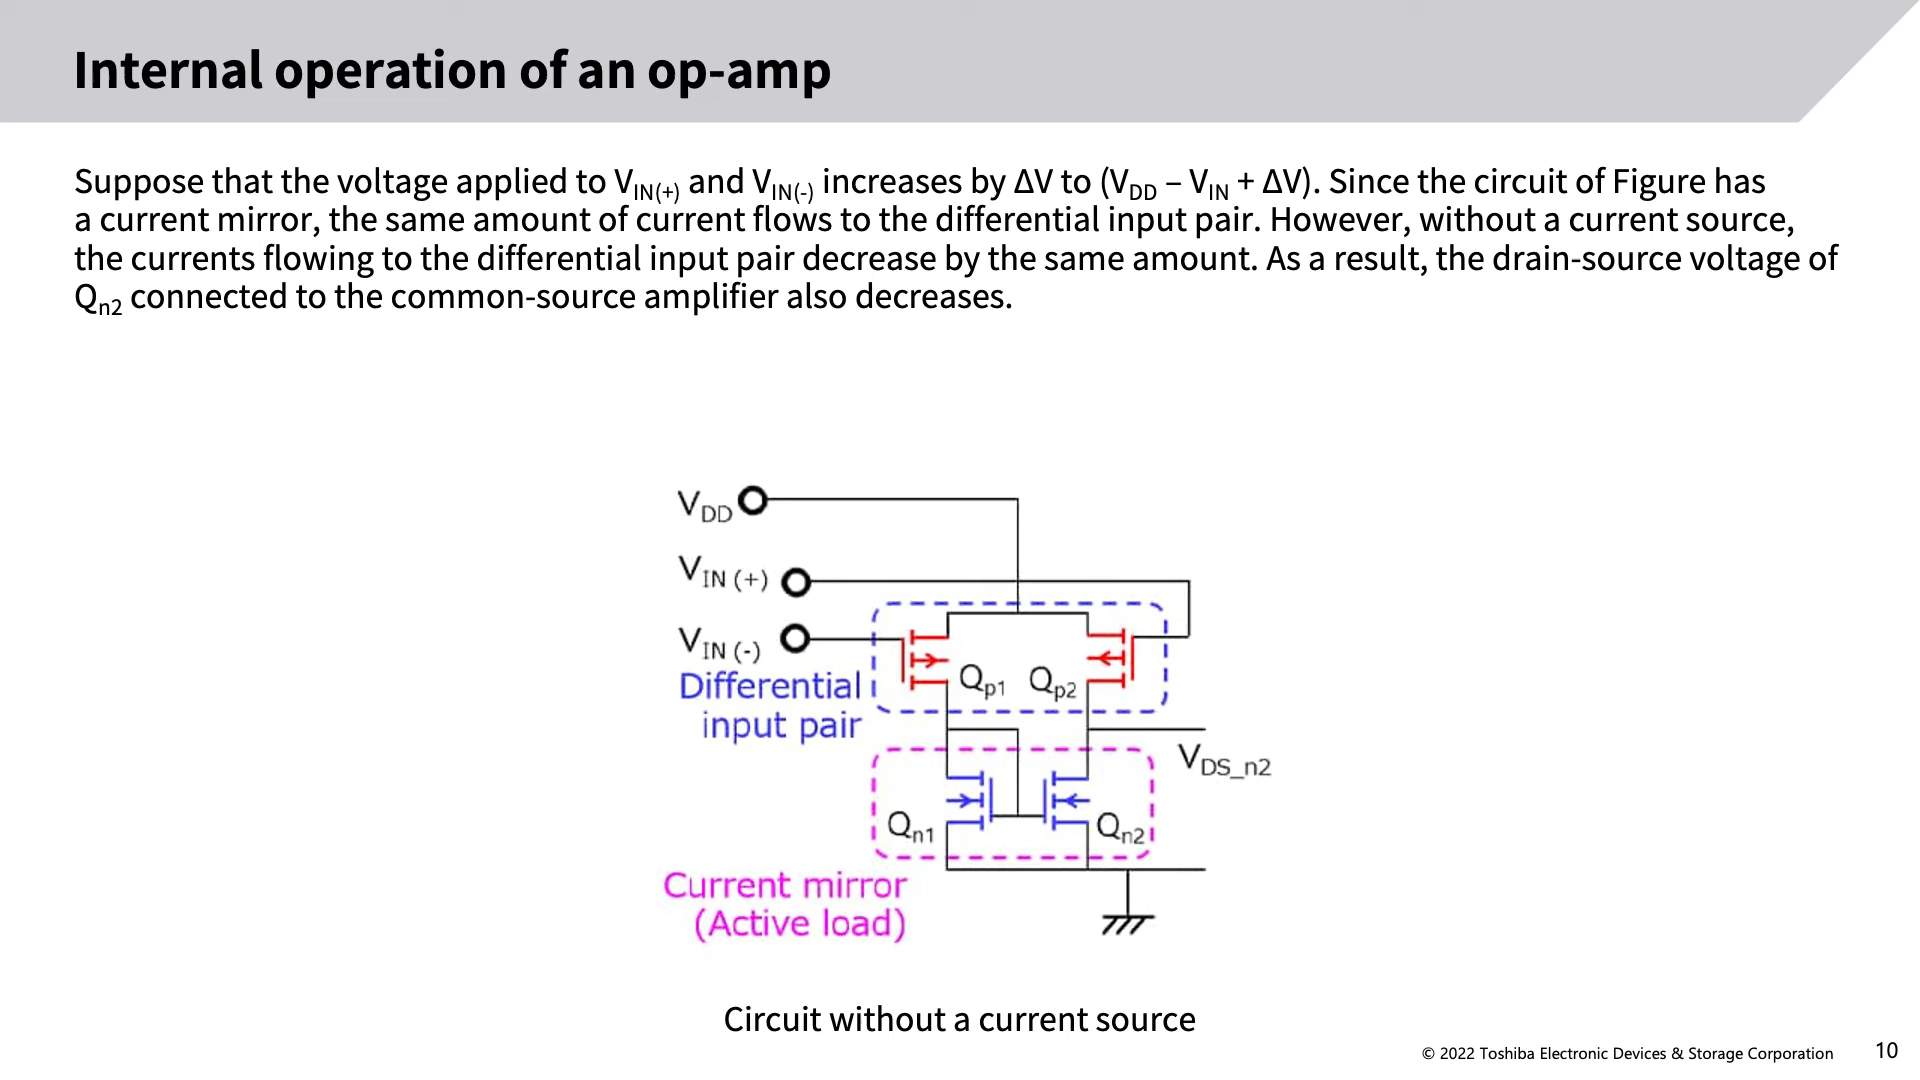 Internal operation of an op-amp
Suppose that the voltage applied to VIN(+) and VIN(-) increases by ΔV to (VDD – VIN + ΔV). Since the circuit of Figure has
a current mirror, the same amount of current flows to the differential input pair. However, without a current source,
the currents flowing to the differential input pair decrease by the same amount. As a result, the drain-source voltage of
Qn2 connected to the common-source amplifier also decreases.
VDD
VIN (+)
VIN (-)
Differential
input pair
Qp1 Qp2
VDS_n2
Qn1 Qn2
Current mirror
(Active load)
Circuit without a current source
© 2022 Toshiba Electronic Devices & Storage Corporation 10